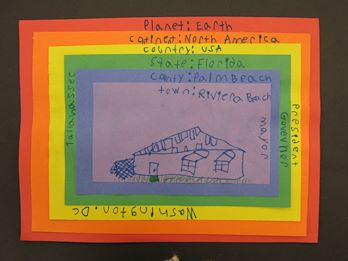 Planet: Earth
continent: North America
country: USA
State: Florida
County: Palm Beach
town: Riviera Beach
Talahassee
mayor
Governor
President
Washington. DC